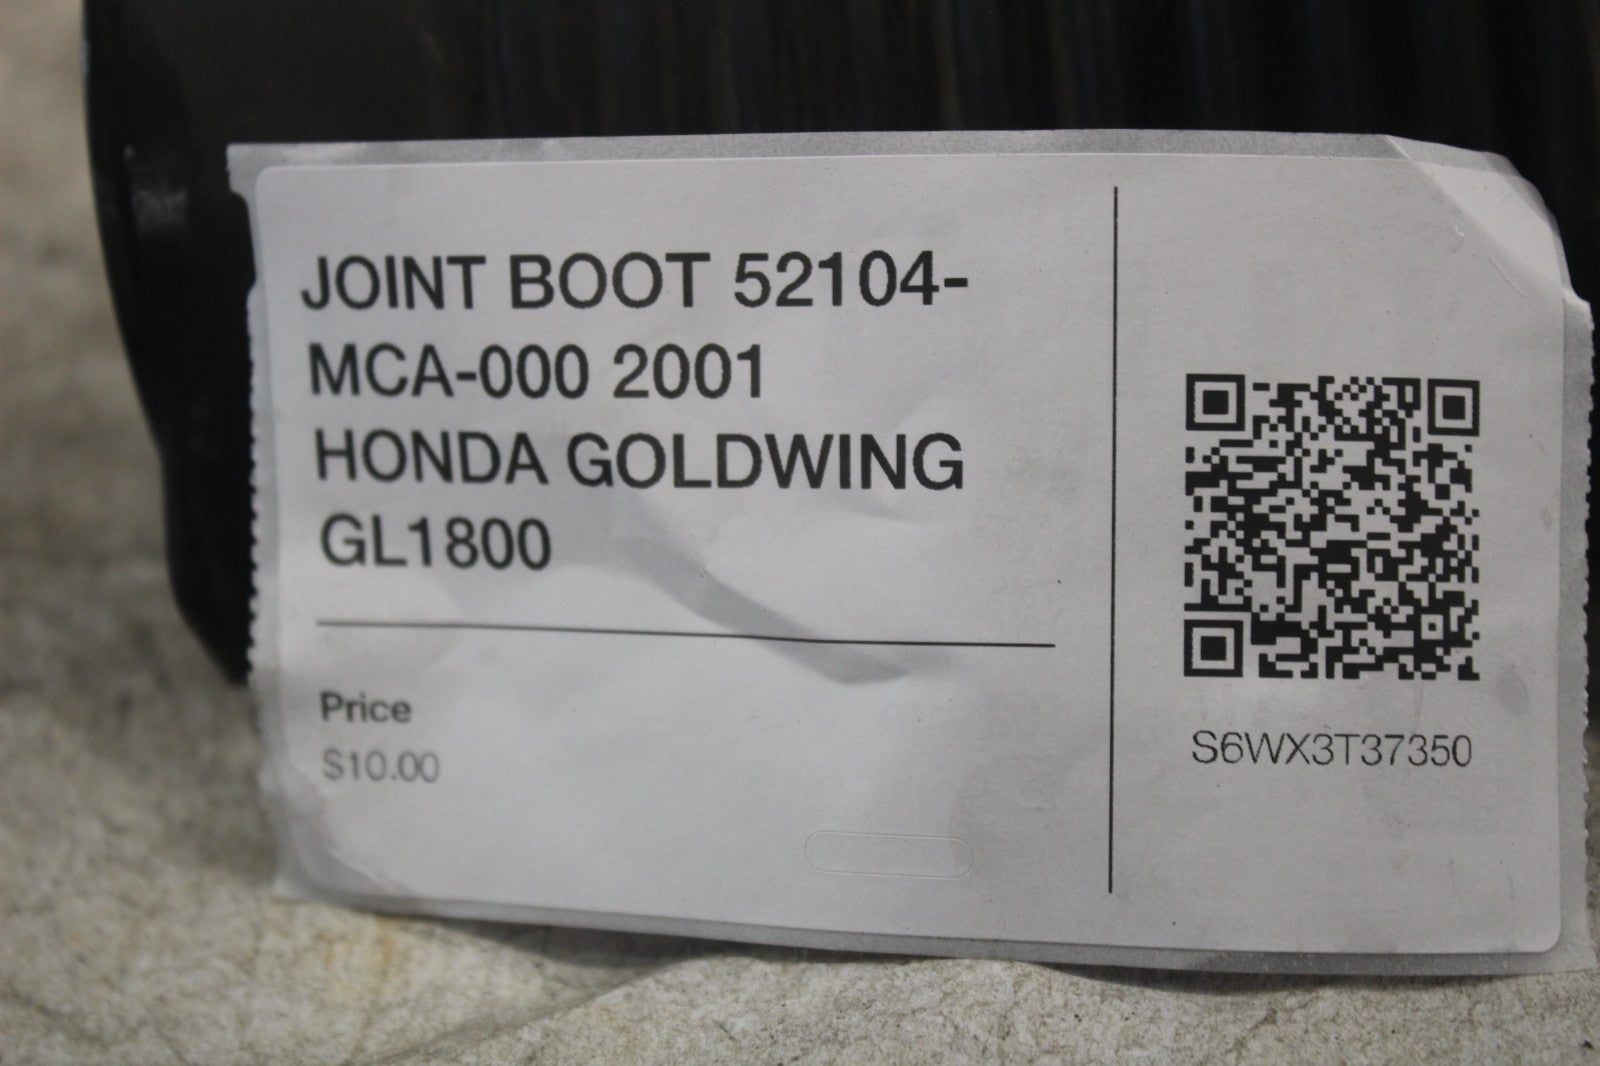 JOINT BOOT 52104-
MCA-000 2001
HONDA GOLDWING
GL1800
Price
$10.00
S6WX3T37350